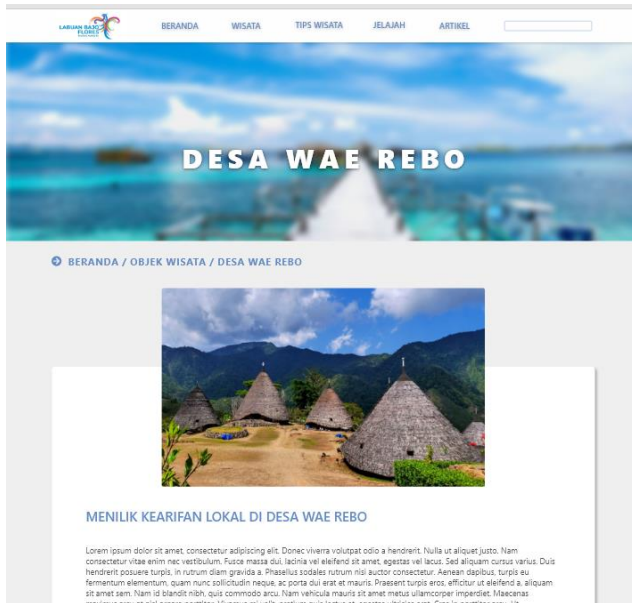 LABUAN BAJO
FLORES
BERANDA WISATA TIPS WISATA JELAJAH ARTIKEL
DESA WAE REBO
BERANDA / OBJEK WISATA / DESA WAE REBO
MENILIK KEARIFAN LOKAL DI DESA WAE REBO
Lorem ipsum dolor sit amet, consectetur adipiscing elit. Donec viverra volutpat odio a hendrerit. Nulla ut aliquet justo. Nam
consectetur vitae enim nec vestibulum. Fusce massa dui, lacinia vel eleifend sit amet, egestas vel lacus. Sed aliquam cursus varius. Duis
hendrerit posuere turpis, in rutrum diam gravida a. Phasellus sodales rutrum nisi auctor consectetur. Aenean dapibus, turpis eu
fermentum elementum, quam nunc sollicitudin neque, ac porta dui erat et mauris. Praesent turpis eros, efficitur ut eleifend a, aliquam
sit amet sem. Nam id blandit nibh, quis commodo arcu. Nam vehicula mauris sit amet metus ullamcorper imperdiet. Maecenas